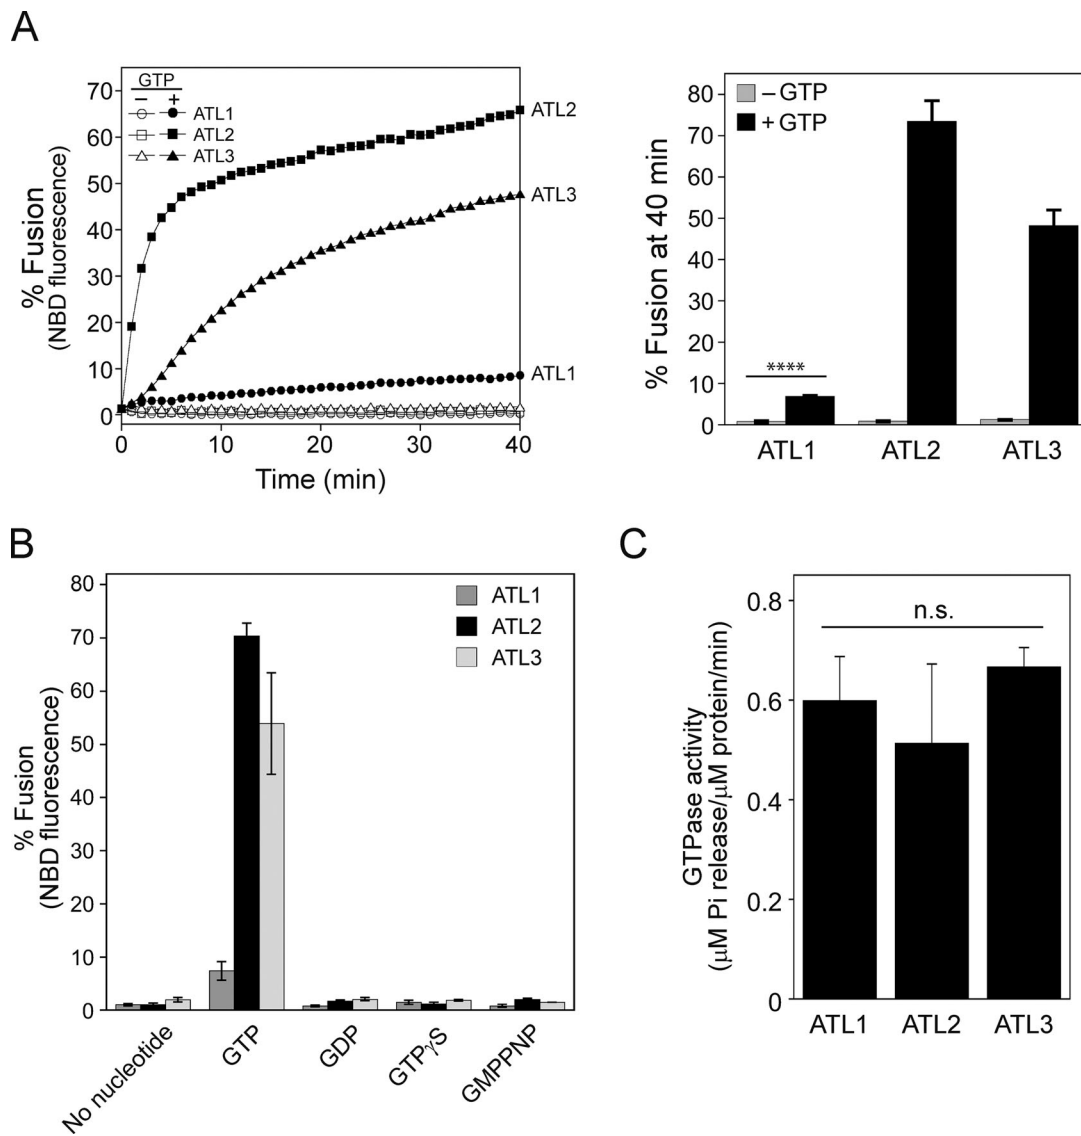 A
% Fusion
(NBD fluorescence)
70
60
50
40
30
20
10
0
GTP
− +
ATL1
ATL2
ATL3
ATL2
ATL3
ATL1
0 10 20 30 40
Time (min)
% Fusion at 40 min
80
70
60
50
40
30
20
10
0
– GTP
+ GTP
****
ATL1 ATL2 ATL3
B
% Fusion
(NBD fluorescence)
80
70
60
50
40
30
20
10
0
ATL1
ATL2
ATL3
No nucleotide
GTP
GDP
GTPγS
GMPPNP
C
GTPase activity
(μM Pi release/μM protein/min)
0.8
0.6
0.4
0.2
0
n.s.
ATL1 ATL2 ATL3